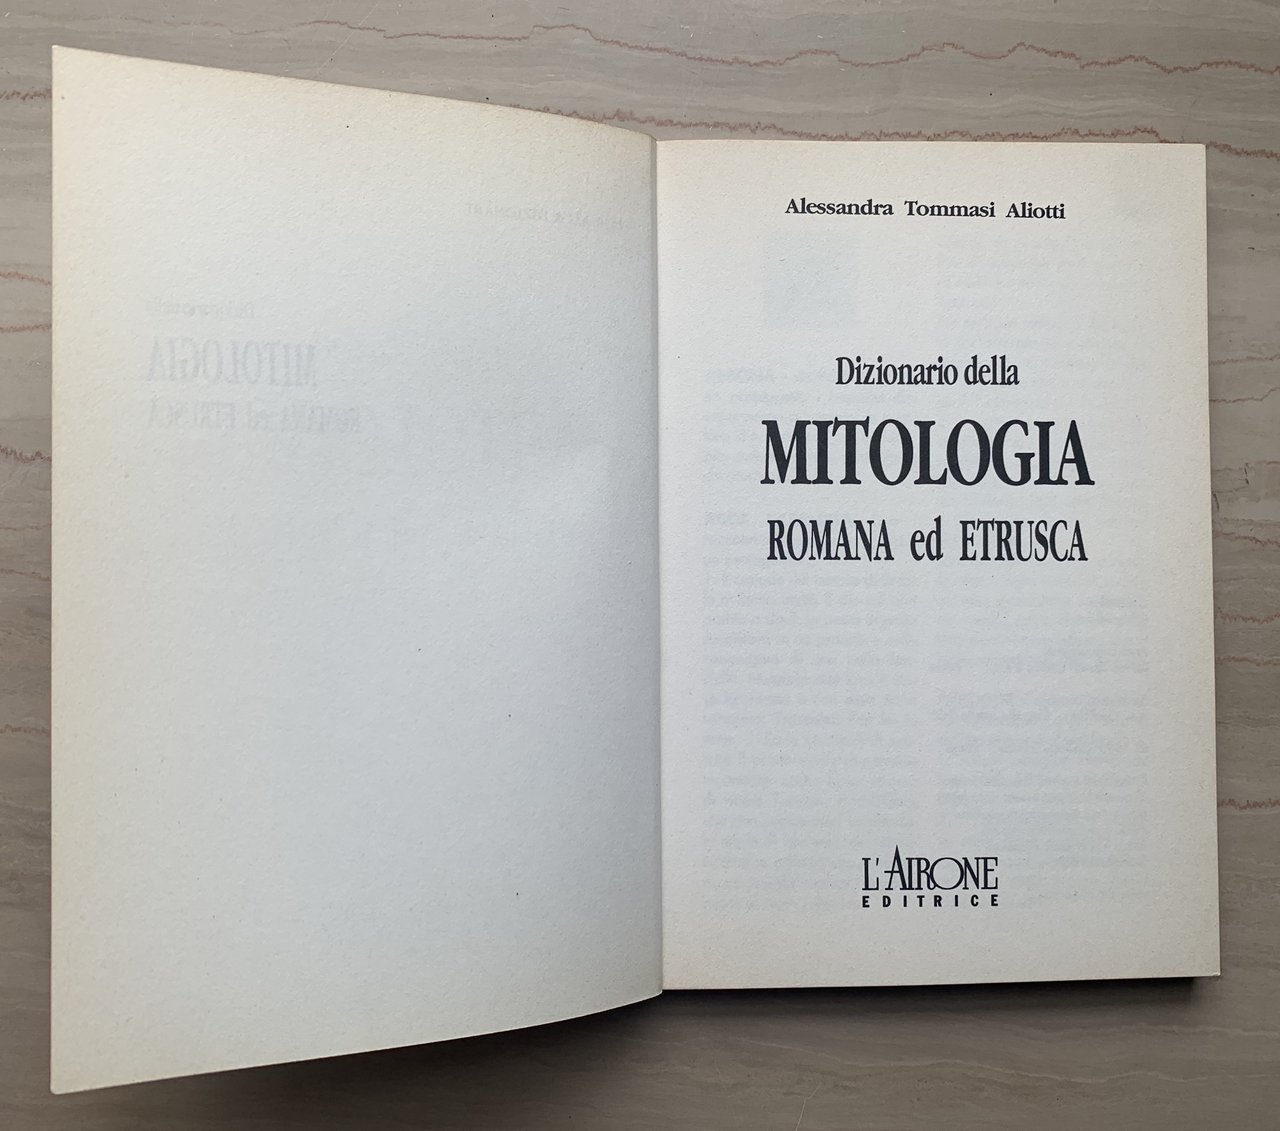 Alessandra Tommasi Aliotti
Dizionario della
MITOLOGIA
ROMANA ed ETRUSCA
L'AIRONE
EDITRICE